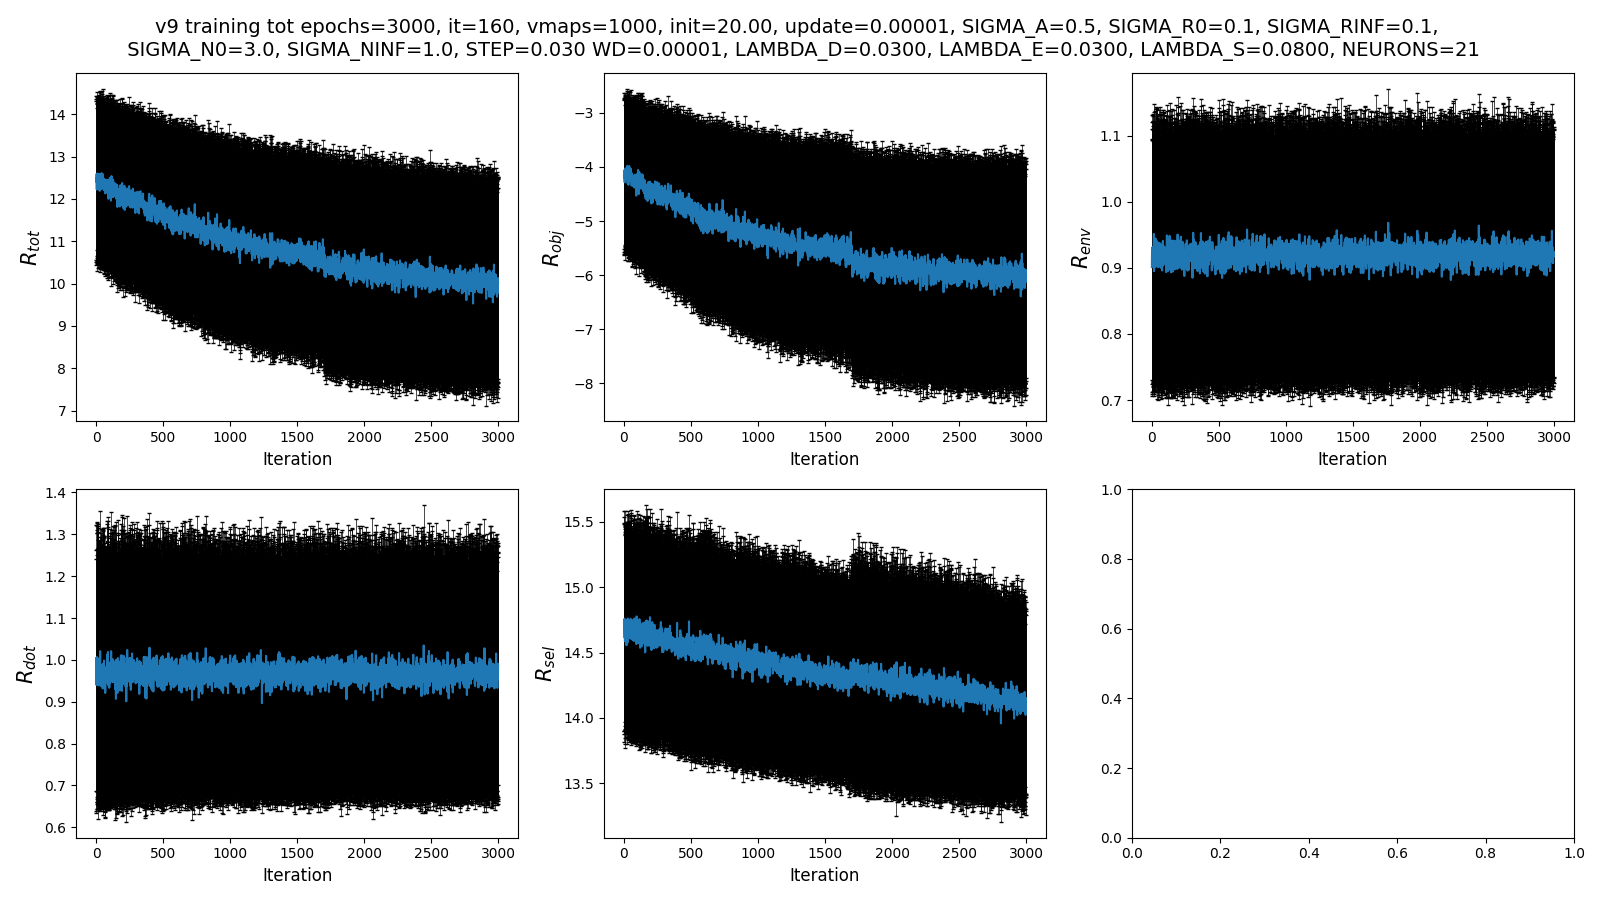 v9 training tot epochs=3000, it=160, vmaps=1000, init=20.00, update=0.00001, SIGMA_A=0.5, SIGMA_R0=0.1, SIGMA_RINF=0.1,
SIGMA_N0=3.0, SIGMA_NINF=1.0, STEP=0.030 WD=0.00001, LAMBDA_D=0.0300, LAMBDA_E=0.0300, LAMBDA_S=0.0800, NEURONS=21
R_tot
14
13
12
11
10
9
8
7
0 500 1000 1500 2000 2500 3000
Iteration
R_obj
−3
−4
−5
−6
−7
−8
0 500 1000 1500 2000 2500 3000
Iteration
R_env
1.1
1.0
0.9
0.8
0.7
0 500 1000 1500 2000 2500 3000
Iteration
R_dot
1.4
1.3
1.2
1.1
1.0
0.9
0.8
0.7
0.6
0 500 1000 1500 2000 2500 3000
Iteration
R_sel
15.5
15.0
14.5
14.0
13.5
0 500 1000 1500 2000 2500 3000
Iteration
1.0
0.8
0.6
0.4
0.2
0.0
0.0 0.2 0.4 0.6 0.8 1.0